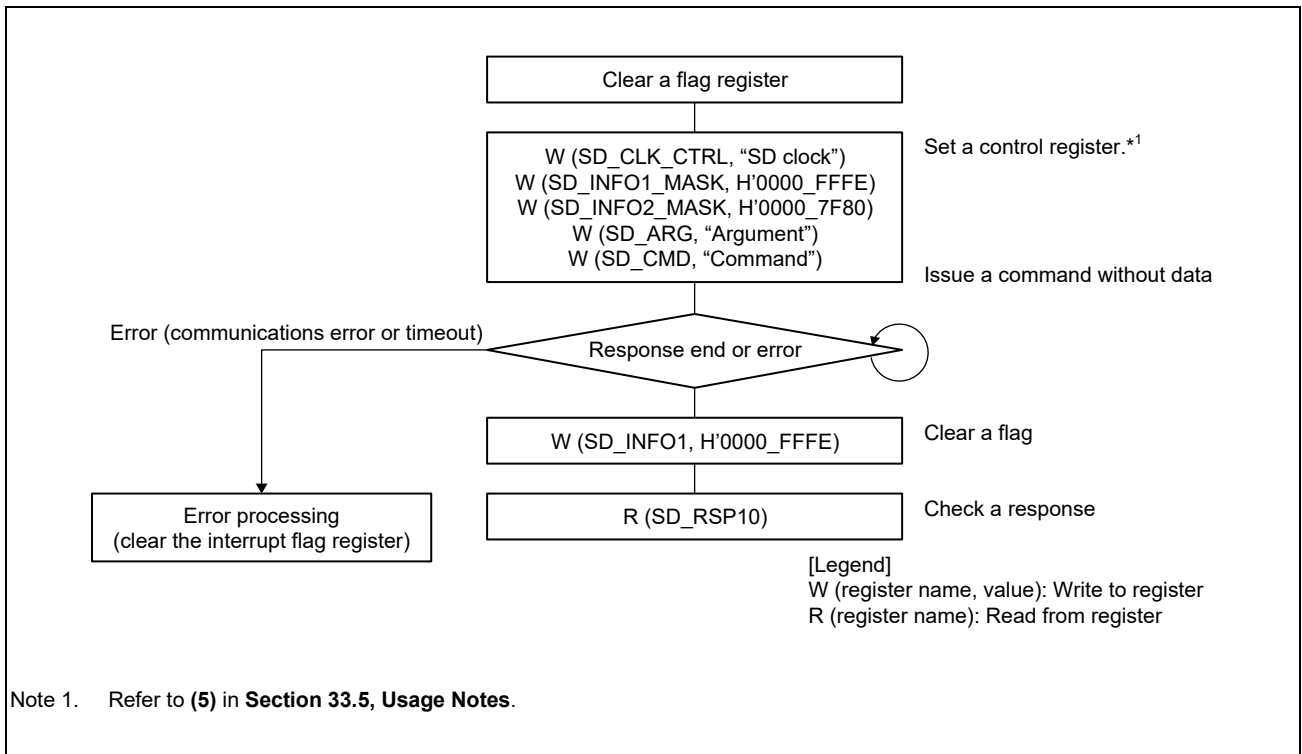 Clear a flag register
W (SD_CLK_CTRL, “SD clock”)
W (SD_INFO1_MASK, H’0000_FFFE)
W (SD_INFO2_MASK, H’0000_7F80)
W (SD_ARG, “Argument”)
W (SD_CMD, “Command”)
Set a control register.*1
Issue a command without data
Error (communications error or timeout)
Response end or error
W (SD_INFO1, H’0000_FFFE)
Clear a flag
Error processing
(clear the interrupt flag register)
R (SD_RSP10)
Check a response
[Legend]
W (register name, value): Write to register
R (register name): Read from register
Note 1. Refer to (5) in Section 33.5, Usage Notes.